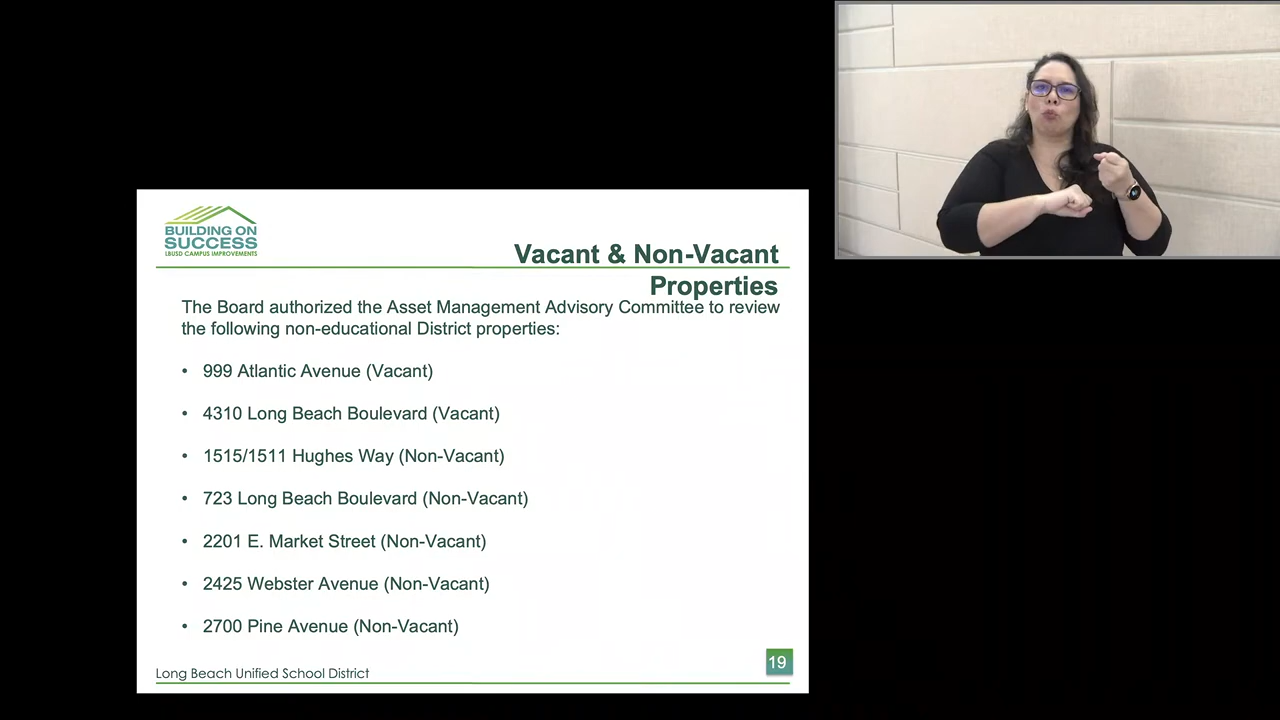 BUILDING ON
SUCCESS
LBUSD CAMPUS IMPROVEMENTS
Vacant & Non-Vacant
Properties
The Board authorized the Asset Management Advisory Committee to review
the following non-educational District properties:
• 999 Atlantic Avenue (Vacant)
• 4310 Long Beach Boulevard (Vacant)
• 1515/1511 Hughes Way (Non-Vacant)
• 723 Long Beach Boulevard (Non-Vacant)
• 2201 E. Market Street (Non-Vacant)
• 2425 Webster Avenue (Non-Vacant)
• 2700 Pine Avenue (Non-Vacant)
Long Beach Unified School District
19